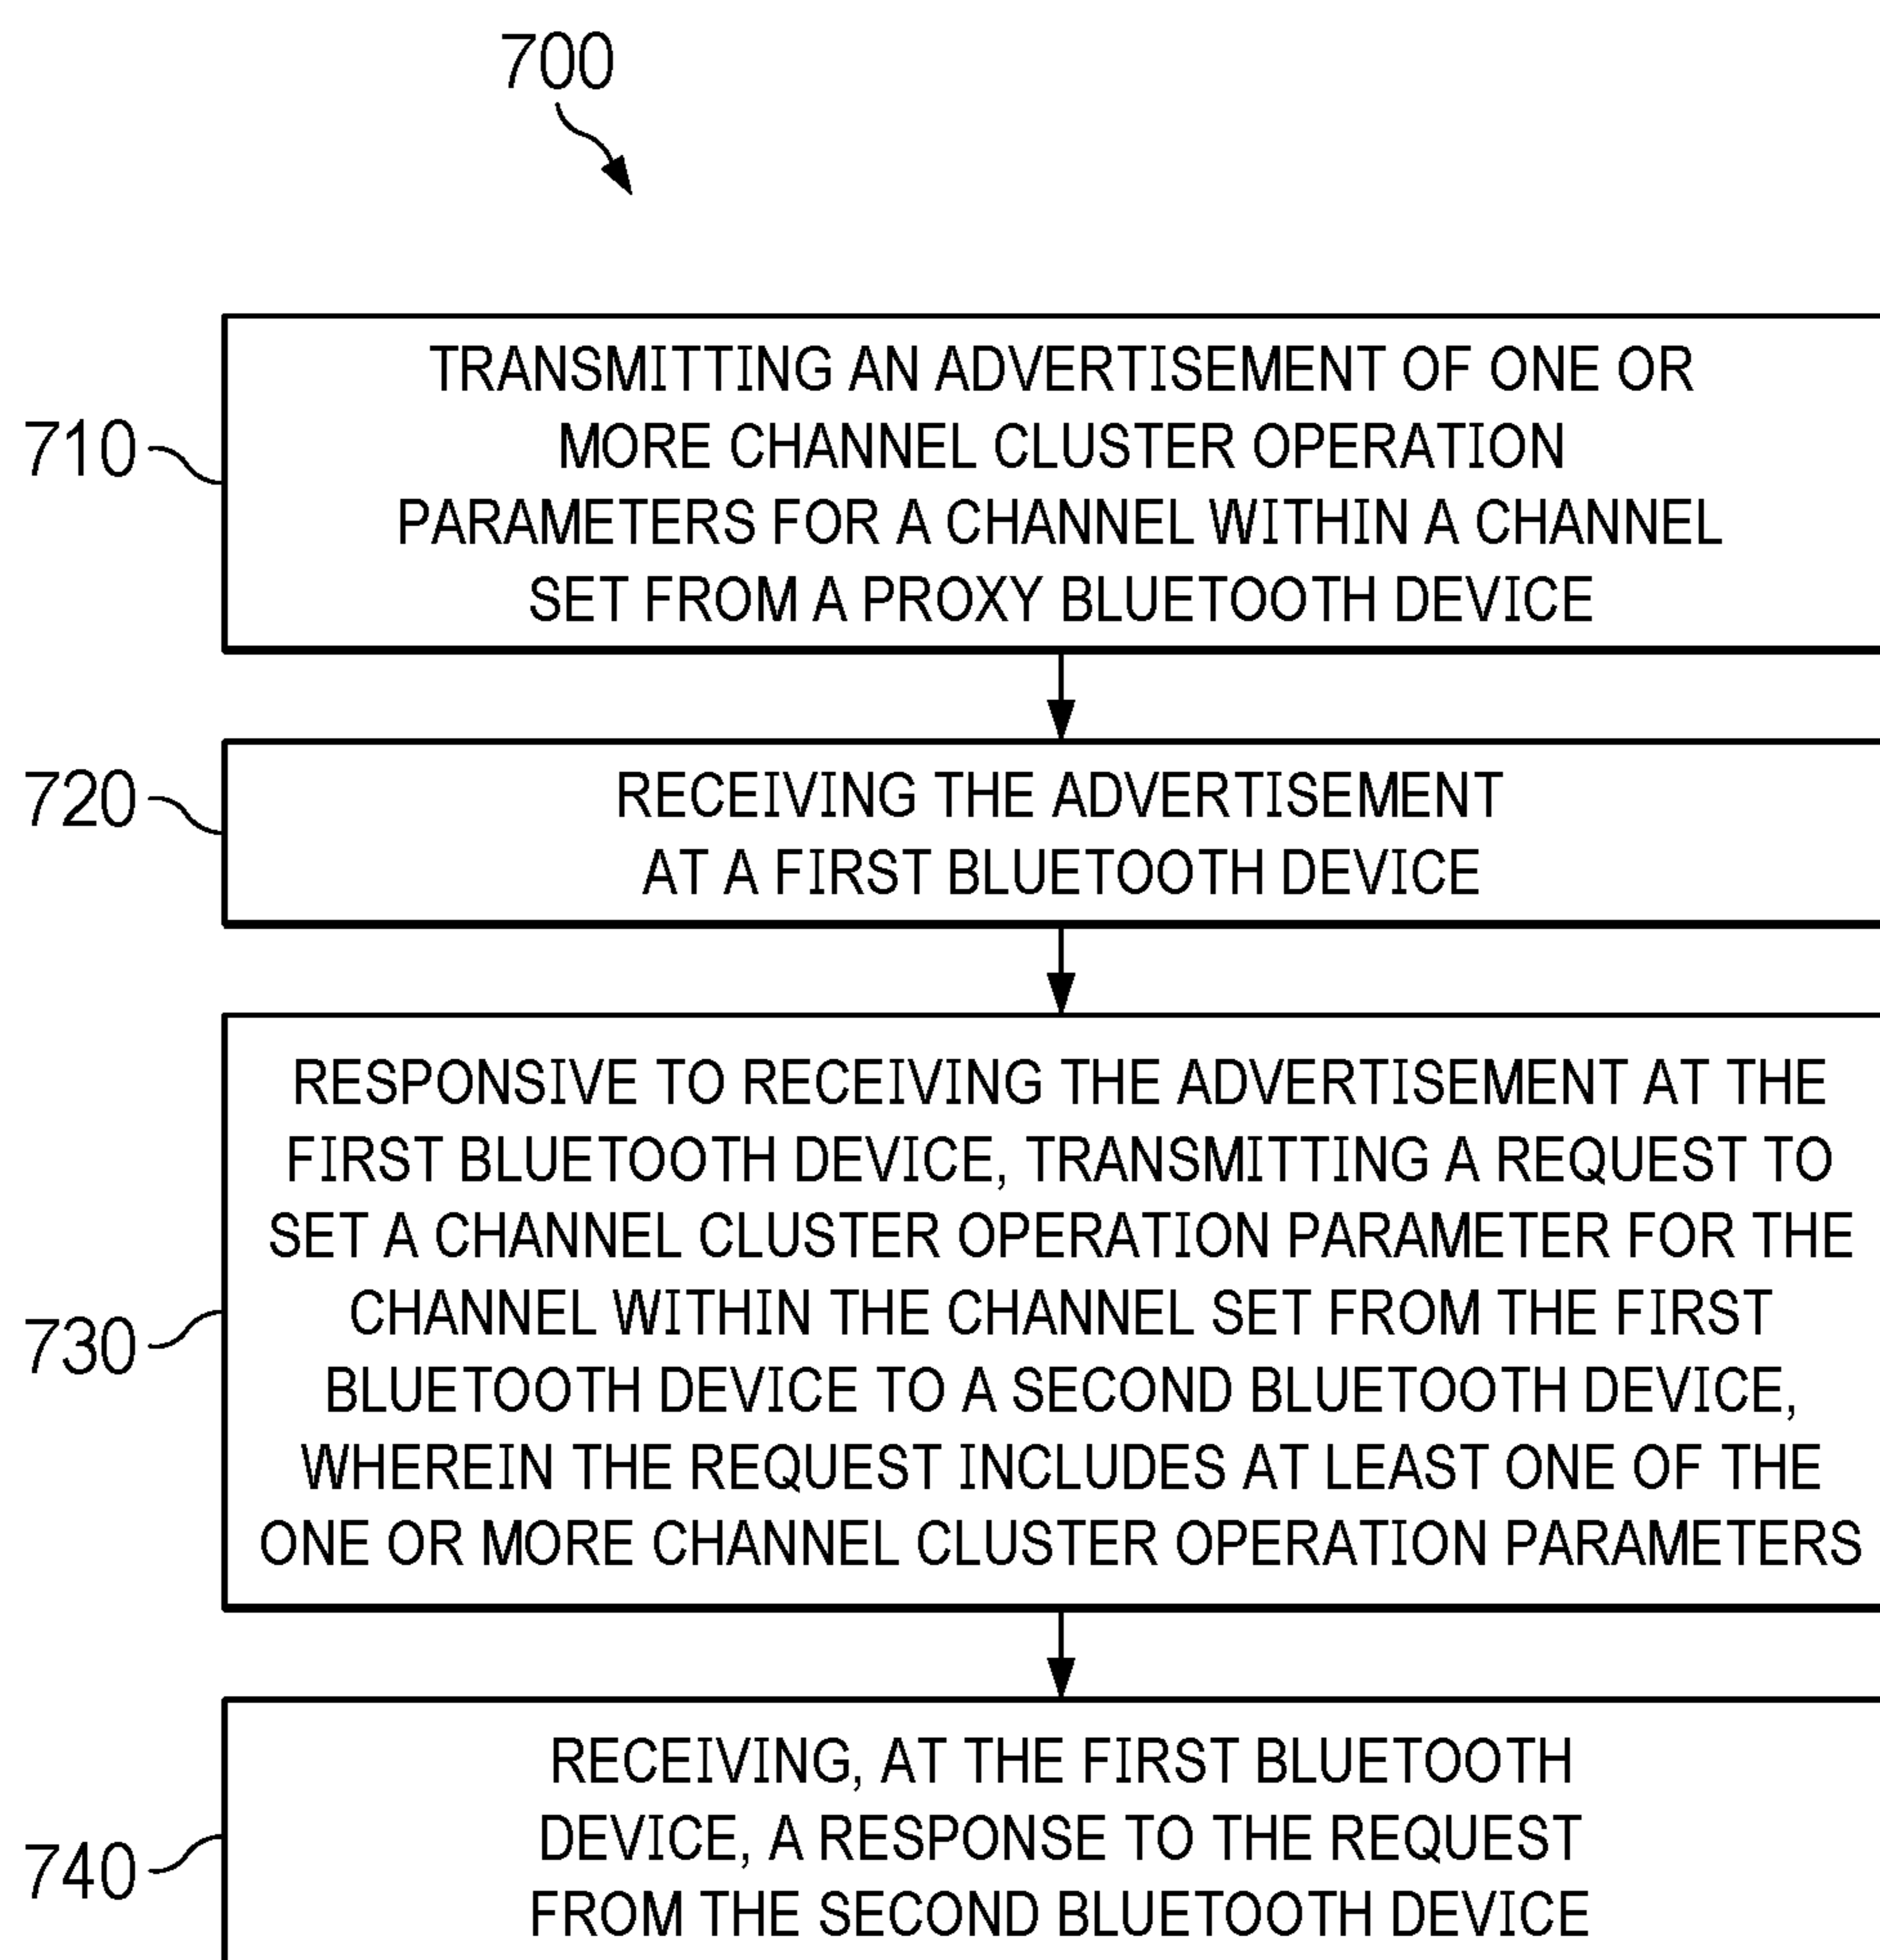 700
710
TRANSMITTING AN ADVERTISEMENT OF ONE OR
MORE CHANNEL CLUSTER OPERATION
PARAMETERS FOR A CHANNEL WITHIN A CHANNEL
SET FROM A PROXY BLUETOOTH DEVICE
720
RECEIVING THE ADVERTISEMENT
AT A FIRST BLUETOOTH DEVICE
730
RESPONSIVE TO RECEIVING THE ADVERTISEMENT AT THE
FIRST BLUETOOTH DEVICE, TRANSMITTING A REQUEST TO
SET A CHANNEL CLUSTER OPERATION PARAMETER FOR THE
CHANNEL WITHIN THE CHANNEL SET FROM THE FIRST
BLUETOOTH DEVICE TO A SECOND BLUETOOTH DEVICE,
WHEREIN THE REQUEST INCLUDES AT LEAST ONE OF THE
ONE OR MORE CHANNEL CLUSTER OPERATION PARAMETERS
740
RECEIVING, AT THE FIRST BLUETOOTH
DEVICE, A RESPONSE TO THE REQUEST
FROM THE SECOND BLUETOOTH DEVICE